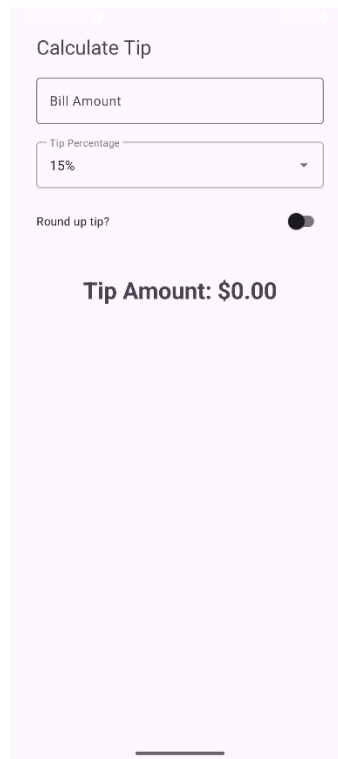 Calculate Tip
Bill Amount
Tip Percentage
15%
Round up tip?
Tip Amount: $0.00